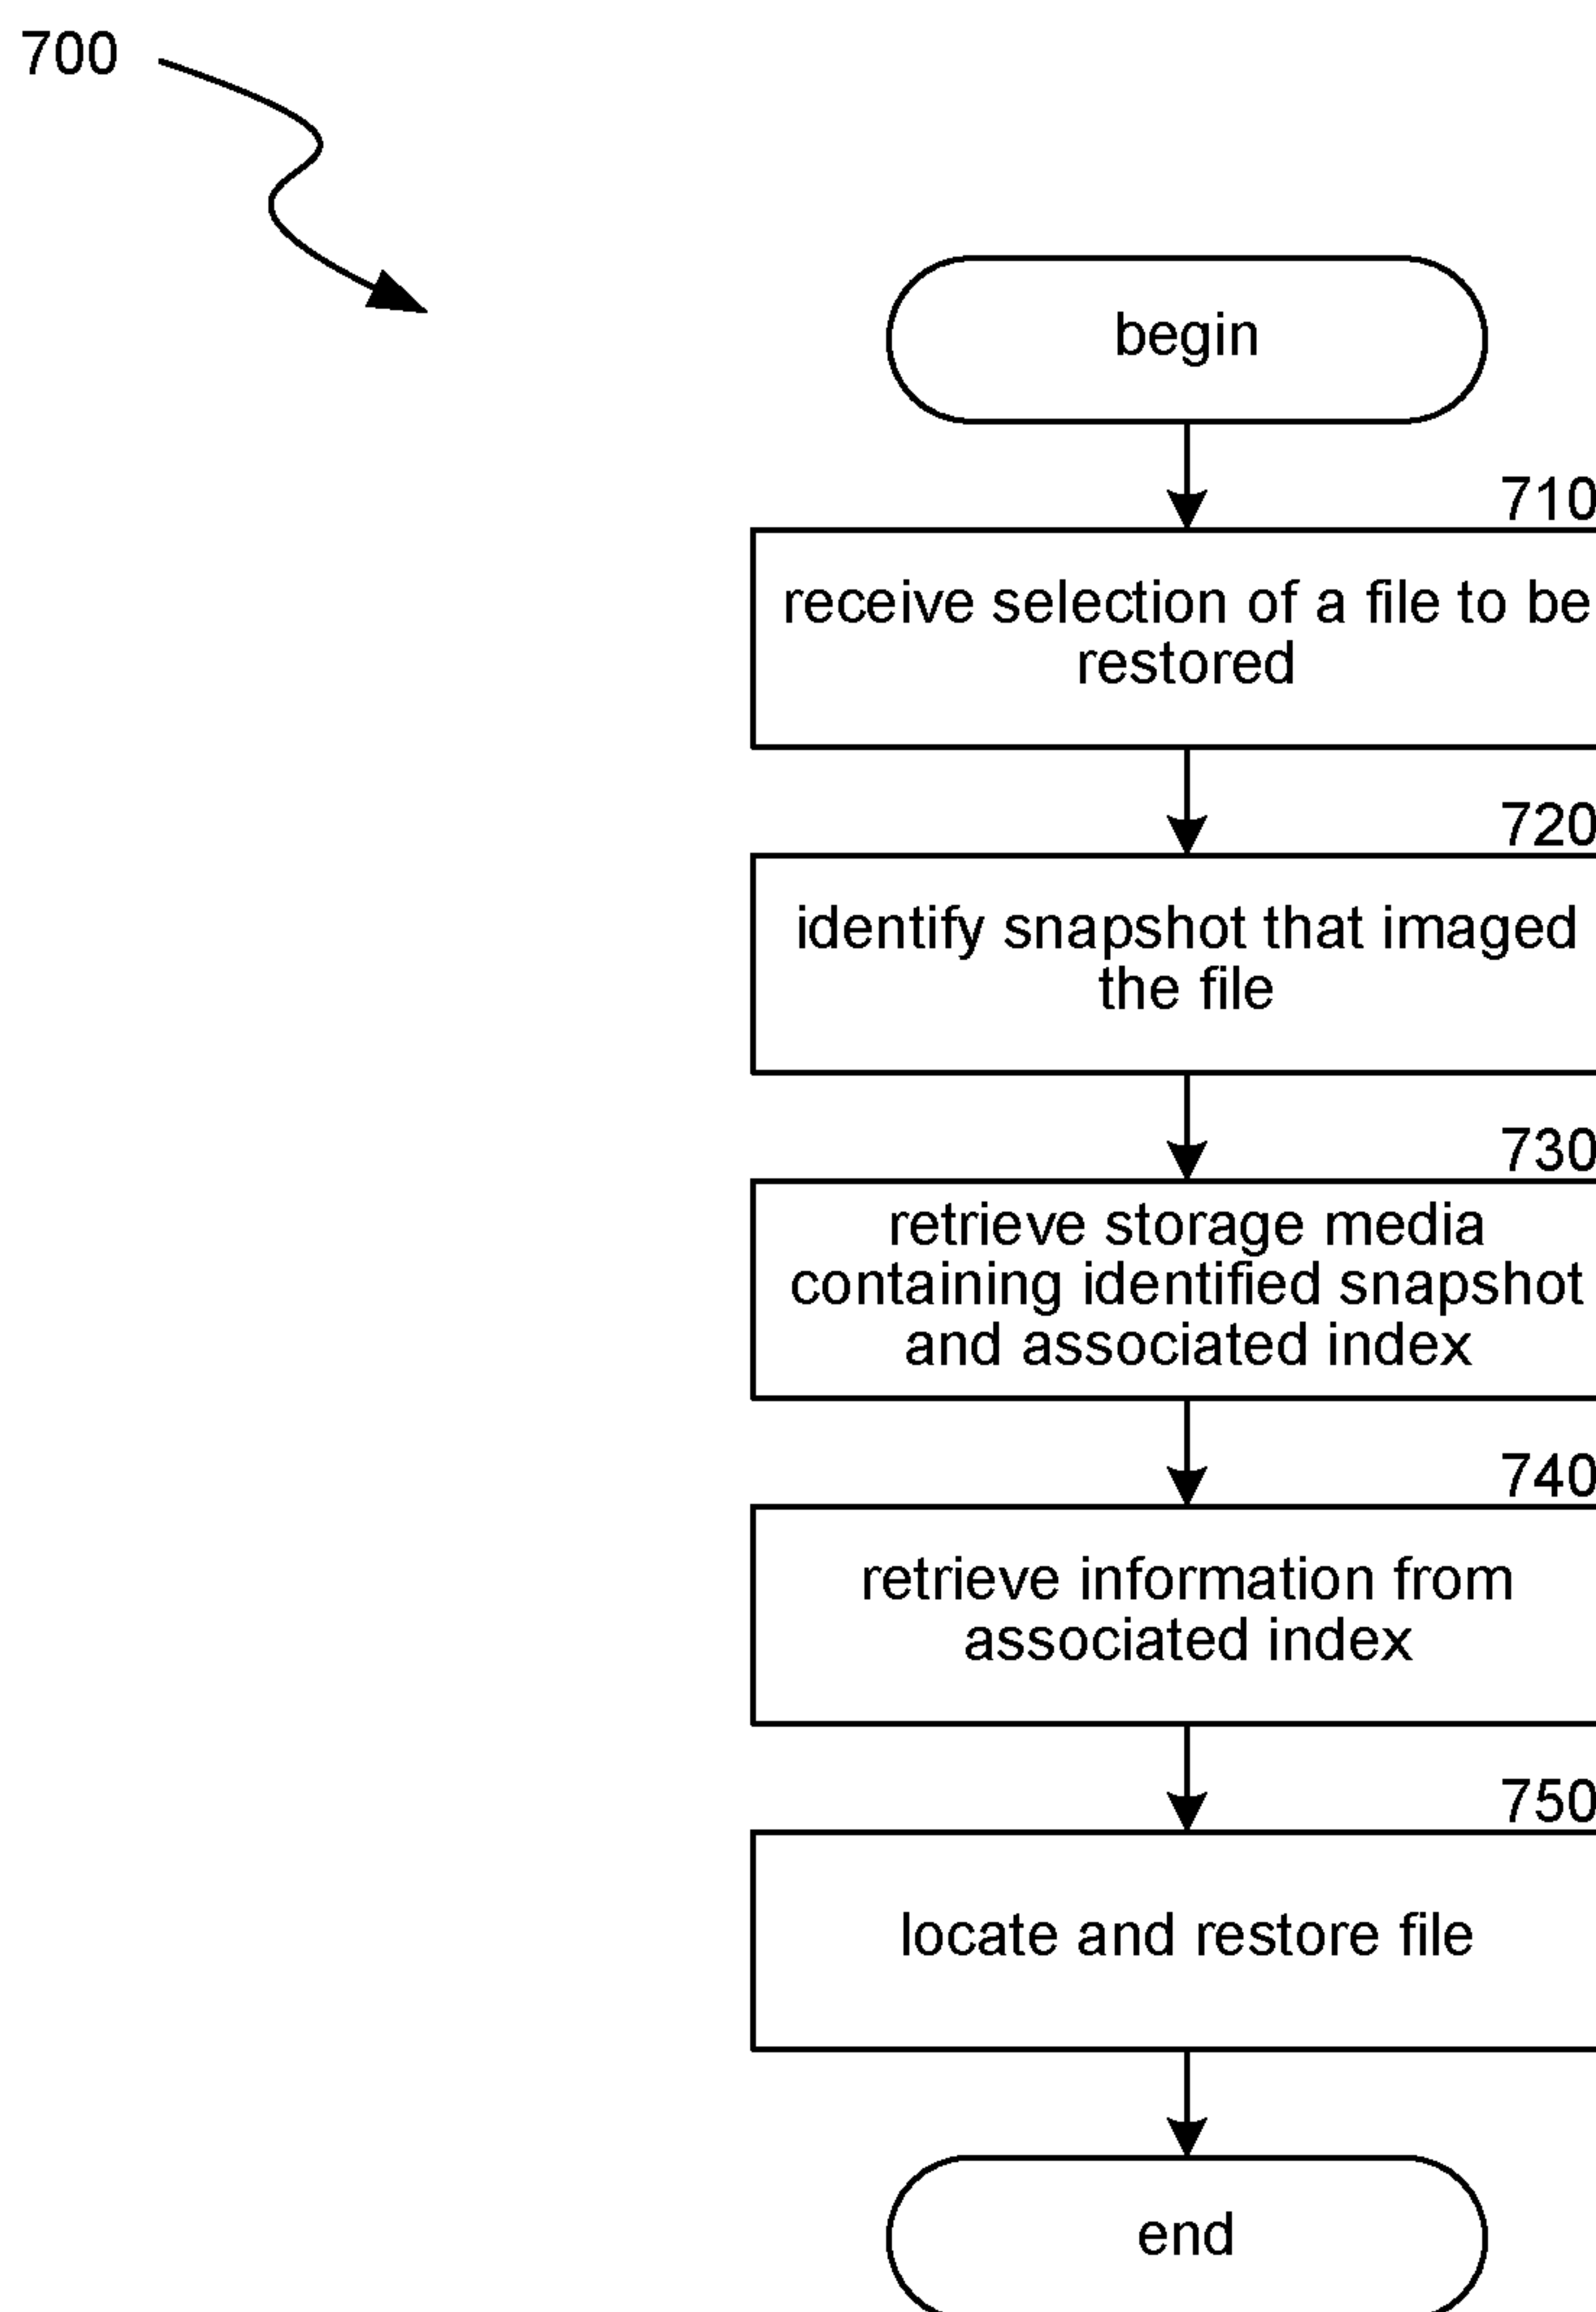 700
begin
710
receive selection of a file to be
restored
720
identify snapshot that imaged
the file
730
retrieve storage media
containing identified snapshot
and associated index
740
retrieve information from
associated index
750
locate and restore file
end